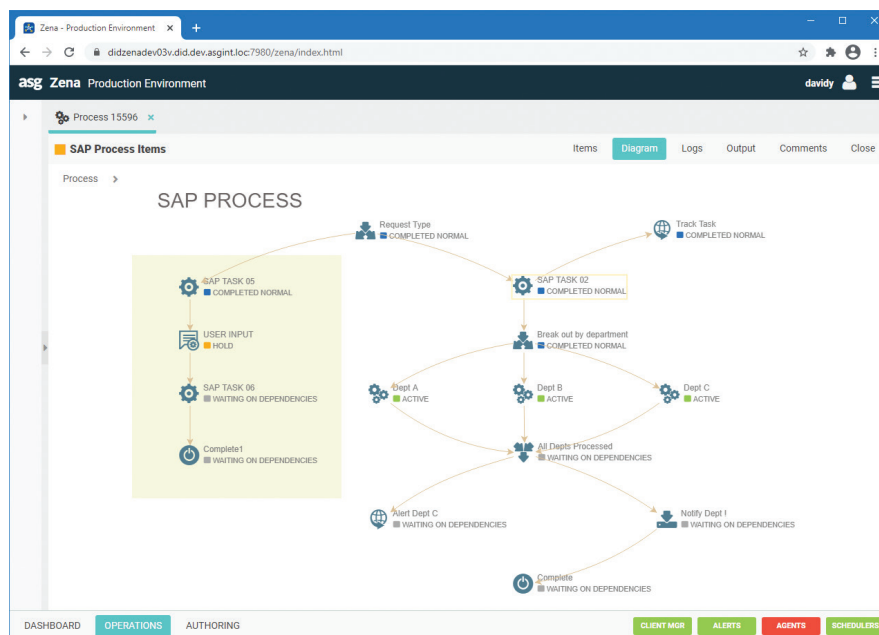 Zena - Production Environment
didzenadev03v.did.dev.asgint.loc:7980/zena/index.html
asg Zena Production Environment
davidy
Process 15596
SAP Process Items
Items
Diagram
Logs
Output
Comments
Close
Process
SAP PROCESS
Request Type
COMPLETED NORMAL
Track Task
COMPLETED NORMAL
SAP TASK 05
COMPLETED NORMAL
SAP TASK 02
COMPLETED NORMAL
USER INPUT
HOLD
Break out by department
COMPLETED NORMAL
SAP TASK 06
WAITING ON DEPENDENCIES
Dept A
ACTIVE
Dept B
ACTIVE
Dept C
ACTIVE
Complete1
WAITING ON DEPENDENCIES
All Depts Processed
WAITING ON DEPENDENCIES
Alert Dept C
WAITING ON DEPENDENCIES
Notify Dept !
WAITING ON DEPENDENCIES
Complete
WAITING ON DEPENDENCIES
DASHBOARD
OPERATIONS
AUTHORING
CLIENT MGR
ALERTS
AGENTS
SCHEDULERS